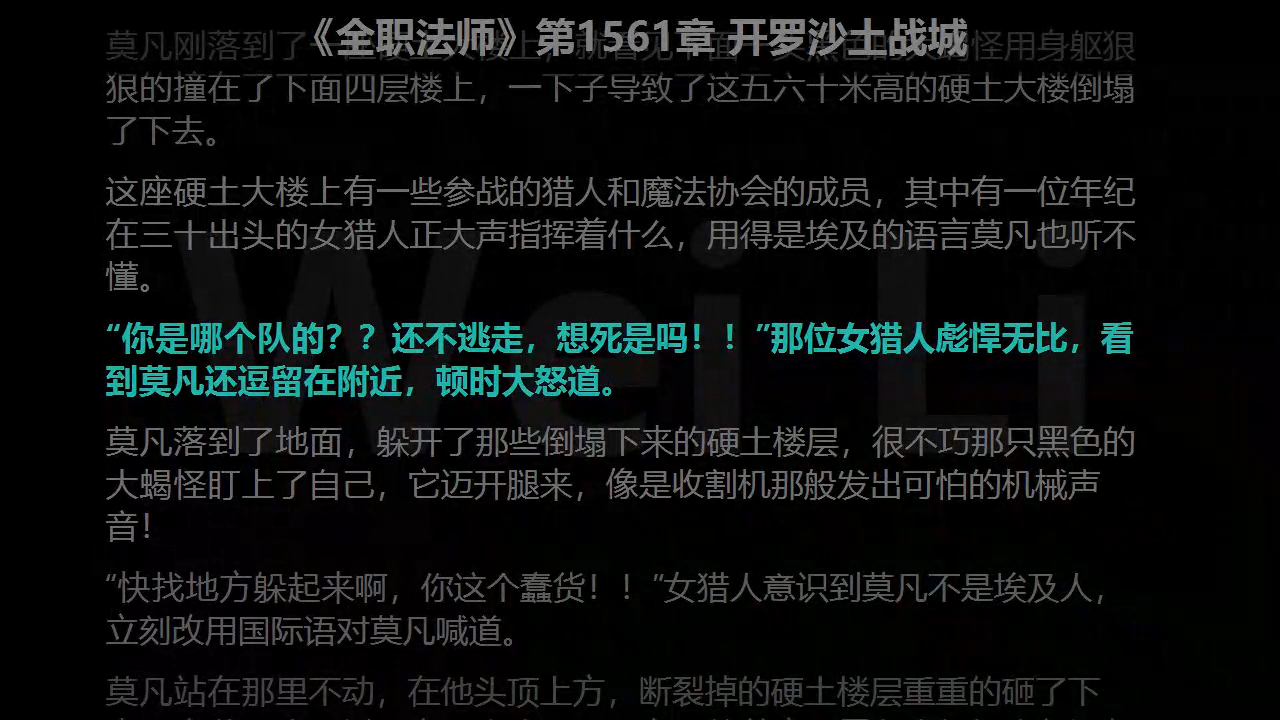 《全职法师》第1561章 开罗沙土战城
狠的撞在了下面四层楼上，一下子导致了这五六十米高的硬土大楼倒塌
了下去。
这座硬土大楼上有一些参战的猎人和魔法协会的成员，其中有一位年纪
在三十出头的女猎人正大声指挥着什么，用得是埃及的语言莫凡也听不
懂。
“你是哪个队的？？还不逃走，想死是吗！！”那位女猎人彪悍无比，看
到莫凡还逗留在附近，顿时大怒道。
莫凡落到了地面，躲开了那些倒塌下来的硬土楼层，很不巧那只黑色的
大蝎怪盯上了自己，它迈开腿来，像是收割机那般发出可怕的机械声
音！
“快找地方躲起来啊，你这个蠢货！！”女猎人意识到莫凡不是埃及人，
立刻改用国际语对莫凡喊道。
莫凡站在那里不动，在他头顶上方，断裂掉的硬土楼层重重的砸了下
Wei Li